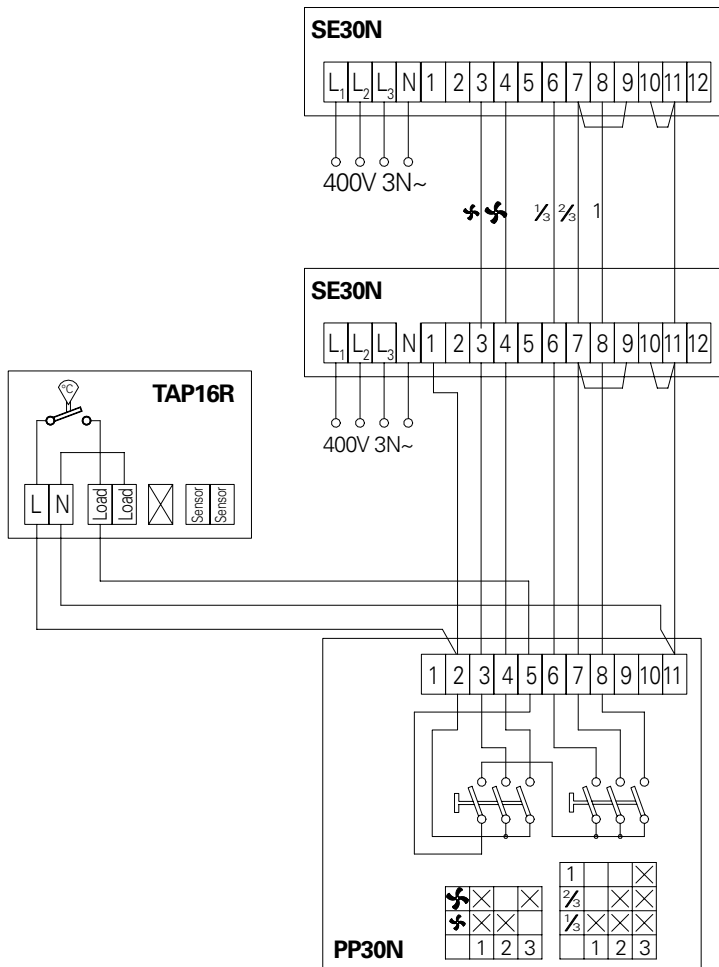 SE30N
L1 L2 L3 N 1 2 3 4 5 6 7 8 9 10 11 12
400V 3N~
⅓ ⅔ 1
SE30N
L1 L2 L3 N 1 2 3 4 5 6 7 8 9 10 11 12
400V 3N~
°C
TAP16R
L N Load Load Sensor Sensor
1 2 3 4 5 6 7 8 9 10 11
1
⅔
⅓
1 2 3
1 2 3
PP30N